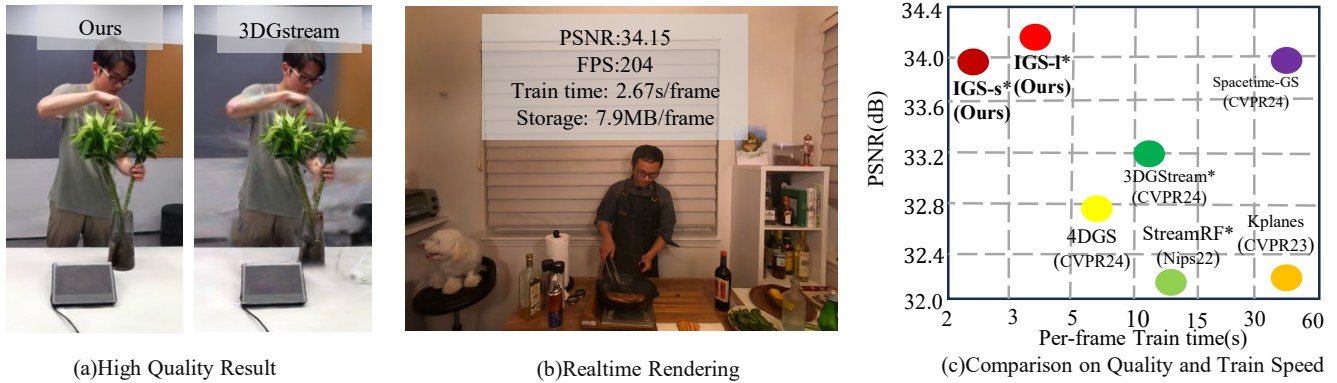 Ours
3DGstream
(a)High Quality Result
PSNR:34.15
FPS:204
Train time: 2.67s/frame
Storage: 7.9MB/frame
(b)Realtime Rendering
PSNR(dB)
34.4
34.0
33.6
33.2
32.8
32.4
32.0
IGS-s*
(Ours)
IGS-l*
(Ours)
Spacetime-GS
(CVPR24)
3DGStream*
(CVPR24)
4DGS
(CVPR24)
StreamRF*
(Nips22)
Kplanes
(CVPR23)
2 3 5 10 15 30 60
Per-frame Train time(s)
(c)Comparison on Quality and Train Speed